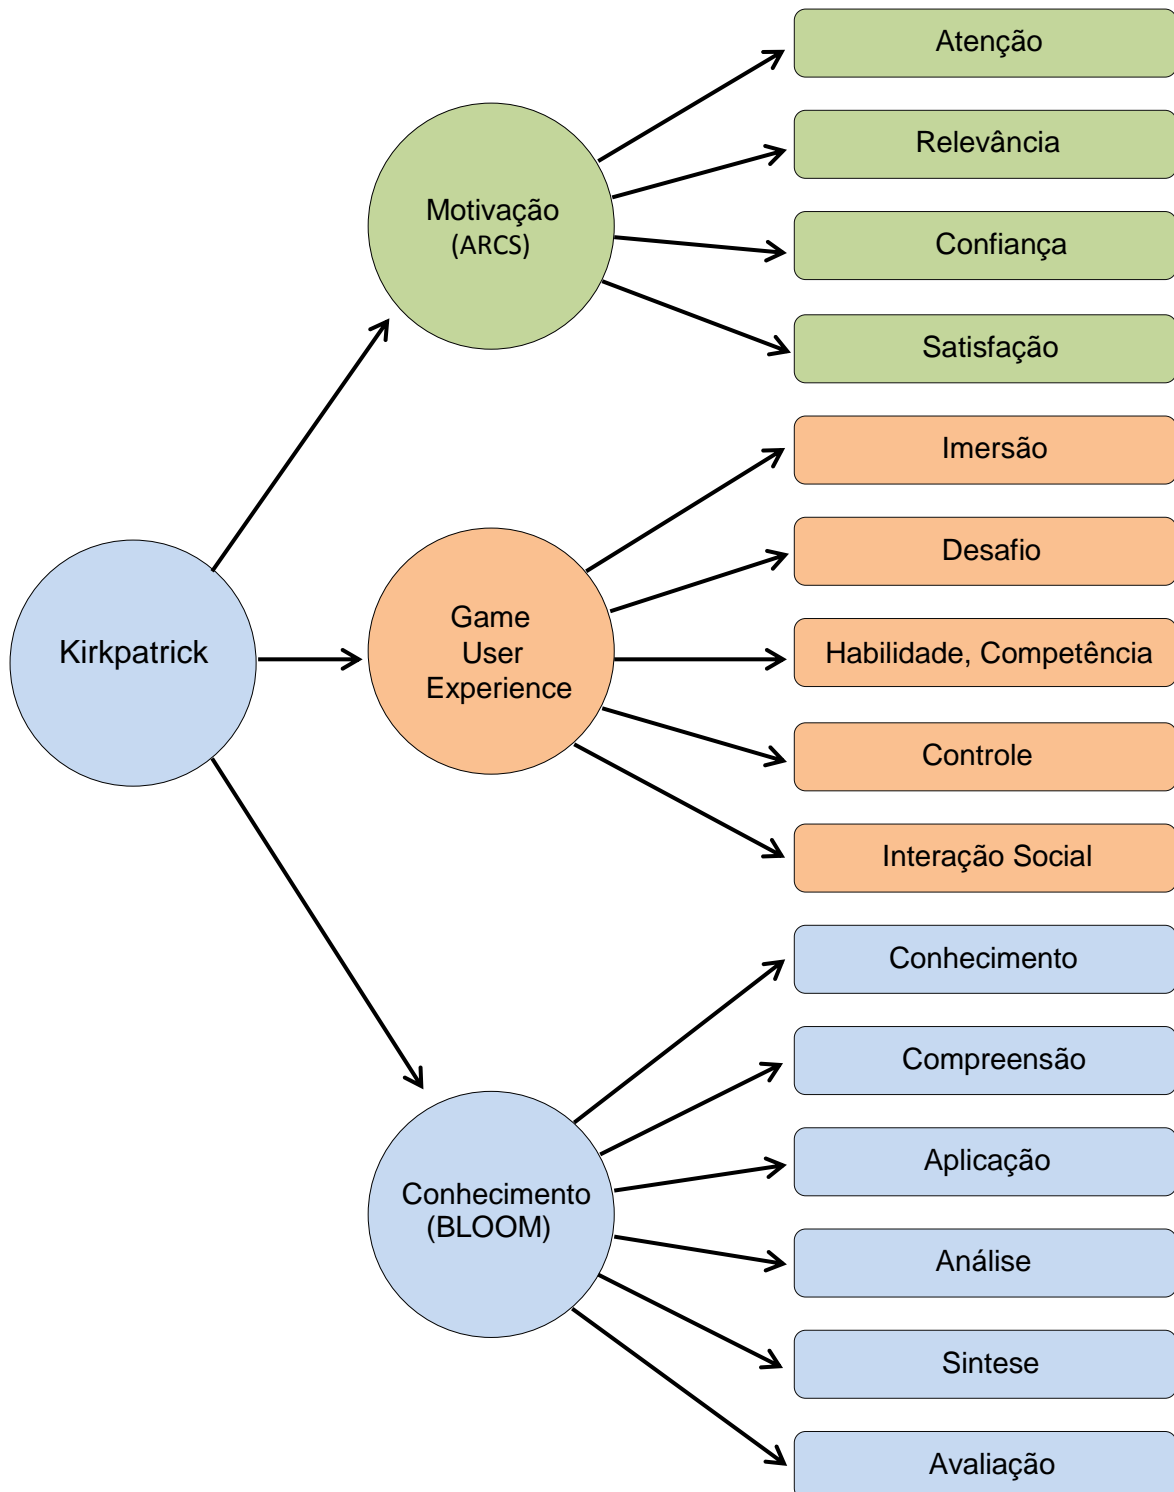 Atenção
Relevância
Motivação
(ARCS)
Confiança
Satisfação
Imersão
Desafio
Kirkpatrick
Game
User
Experience
Habilidade, Competência
Controle
Interação Social
Conhecimento
Compreensão
Aplicação
Conhecimento
(BLOOM)
Análise
Sintese
Avaliação